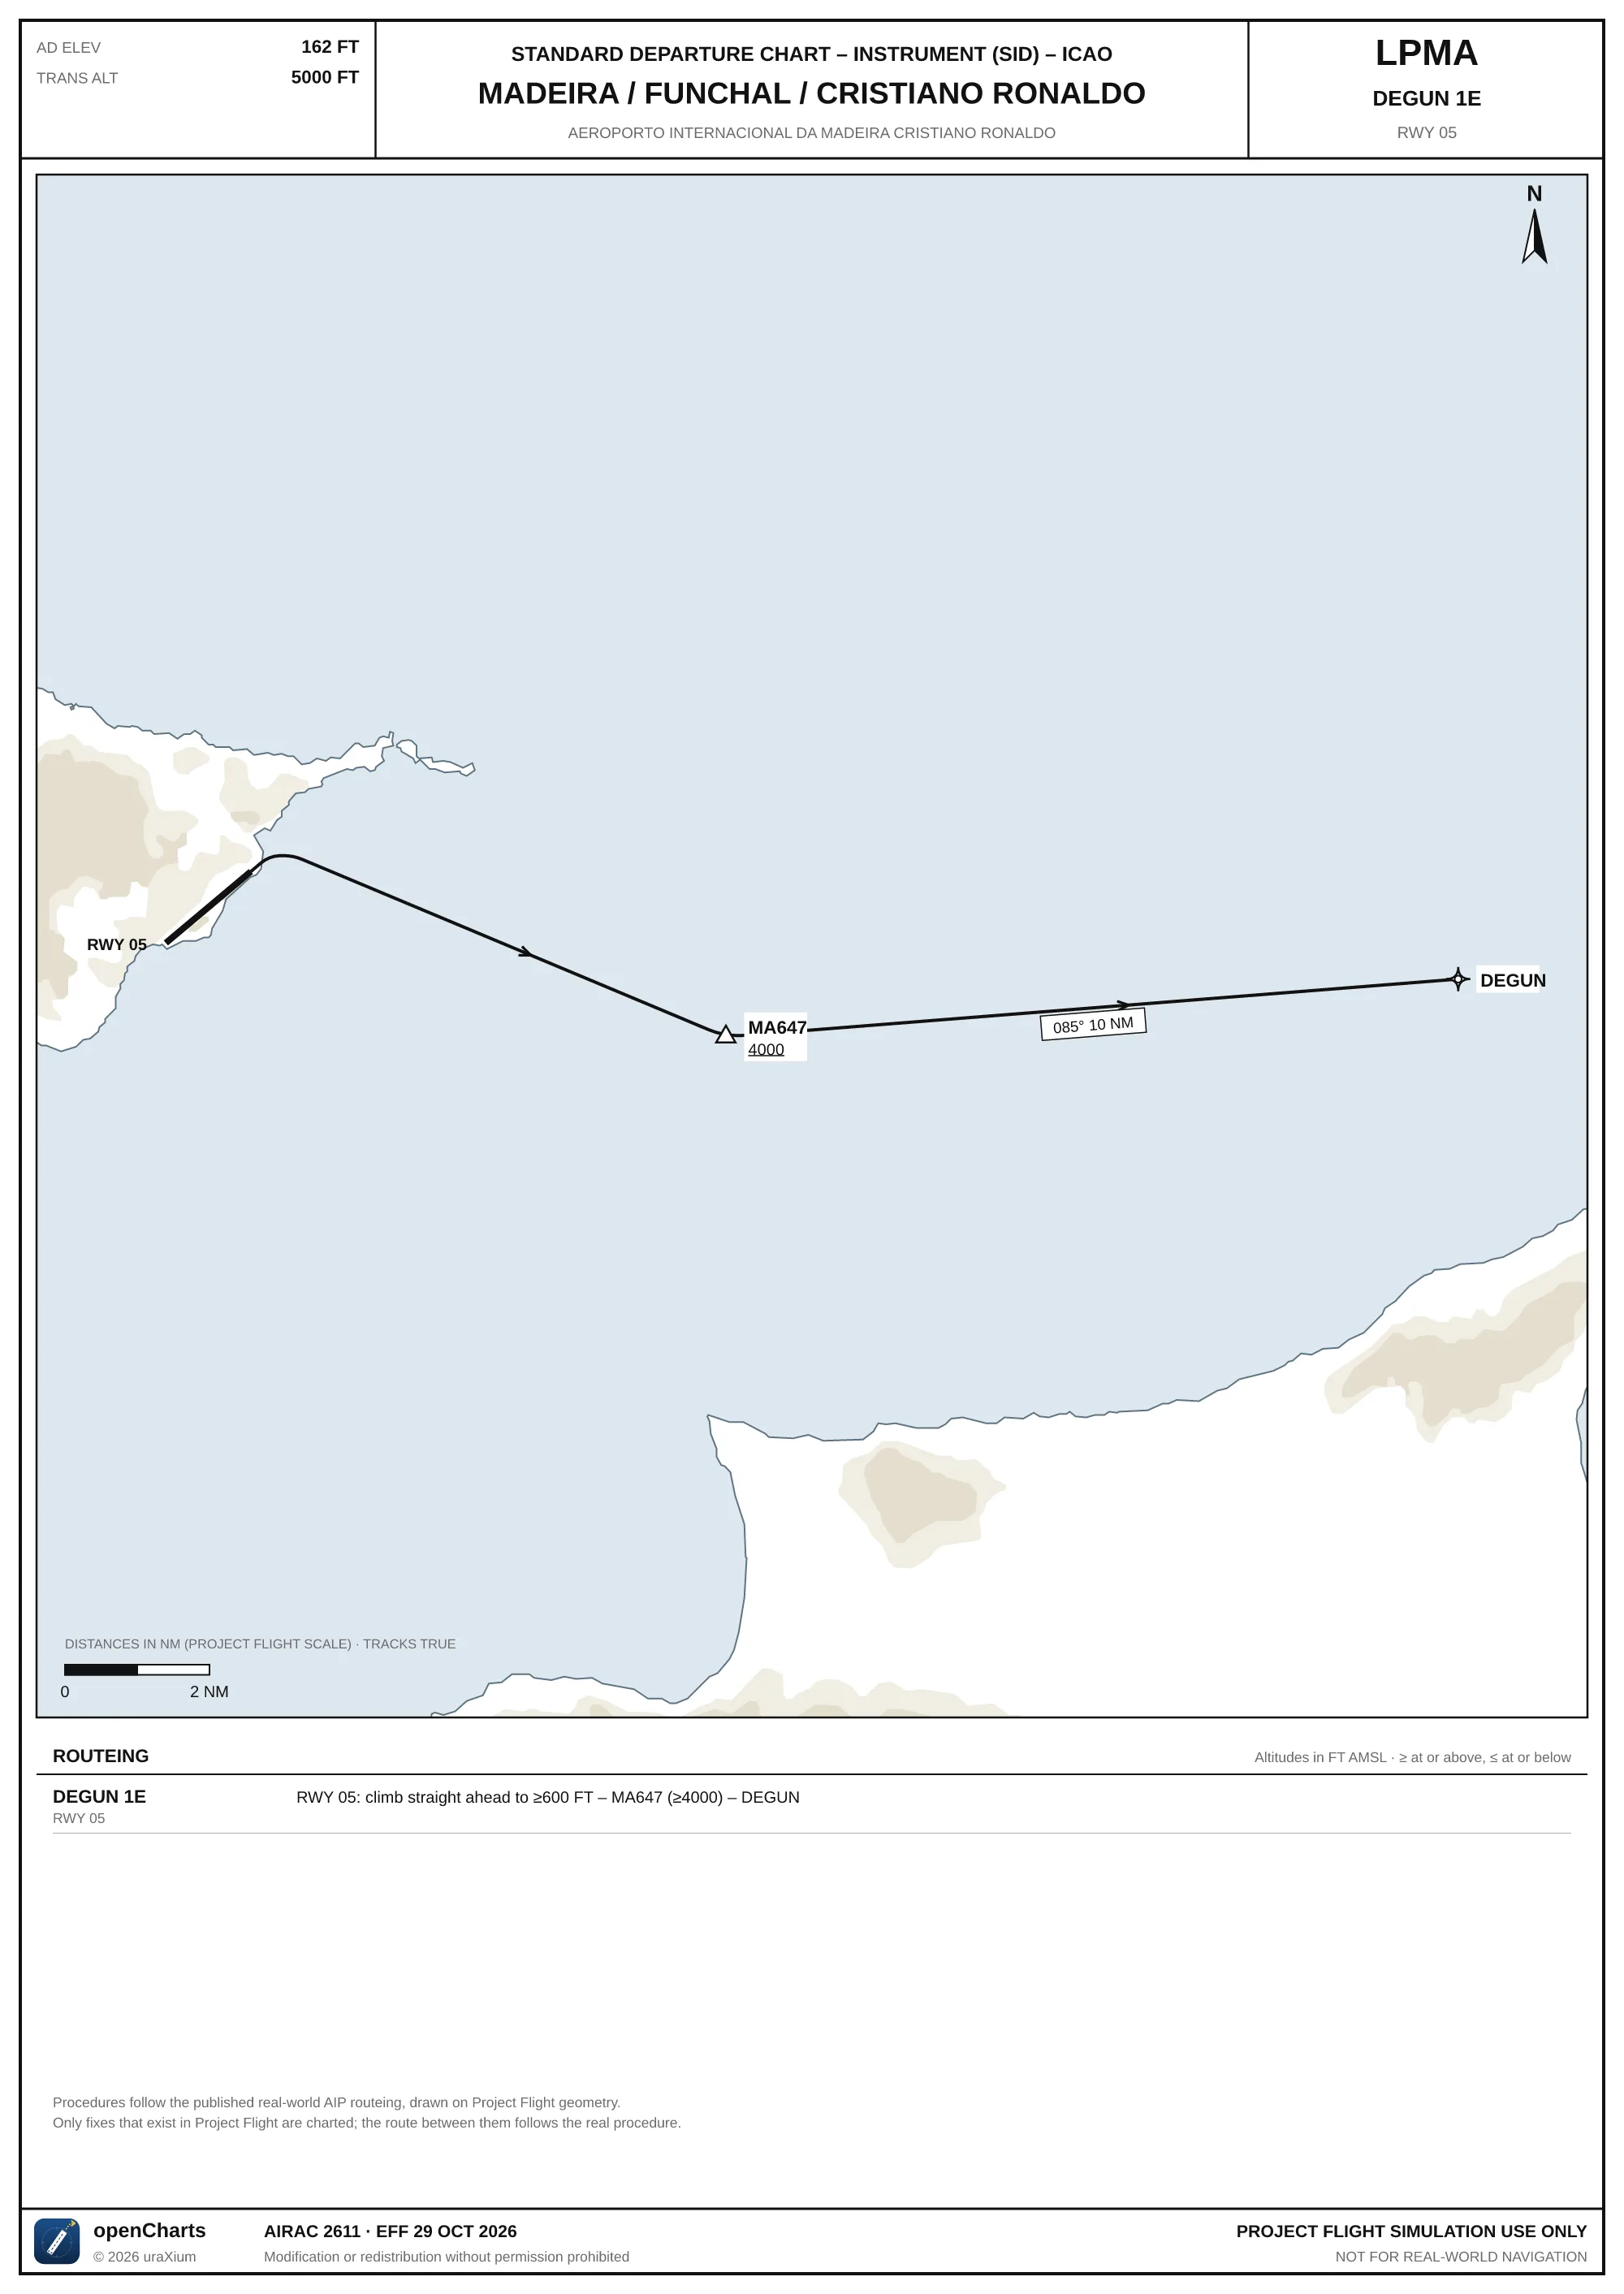 AD ELEV 162 FT
TRANS ALT 5000 FT
STANDARD DEPARTURE CHART – INSTRUMENT (SID) – ICAO
MADEIRA / FUNCHAL / CRISTIANO RONALDO
AEROPORTO INTERNACIONAL DA MADEIRA CRISTIANO RONALDO
LPMA
DEGUN 1E
RWY 05
N
RWY 05
DEGUN
MA647
4000
085° 10 NM
DISTANCES IN NM (PROJECT FLIGHT SCALE) · TRACKS TRUE
0 2 NM
ROUTEING Altitudes in FT AMSL · ≥ at or above, ≤ at or below
DEGUN 1E RWY 05: climb straight ahead to ≥600 FT – MA647 (≥4000) – DEGUN
RWY 05
Procedures follow the published real-world AIP routeing, drawn on Project Flight geometry.
Only fixes that exist in Project Flight are charted; the route between them follows the real procedure.
openCharts AIRAC 2611 · EFF 29 OCT 2026 PROJECT FLIGHT SIMULATION USE ONLY
© 2026 uraXium Modification or redistribution without permission prohibited NOT FOR REAL-WORLD NAVIGATION